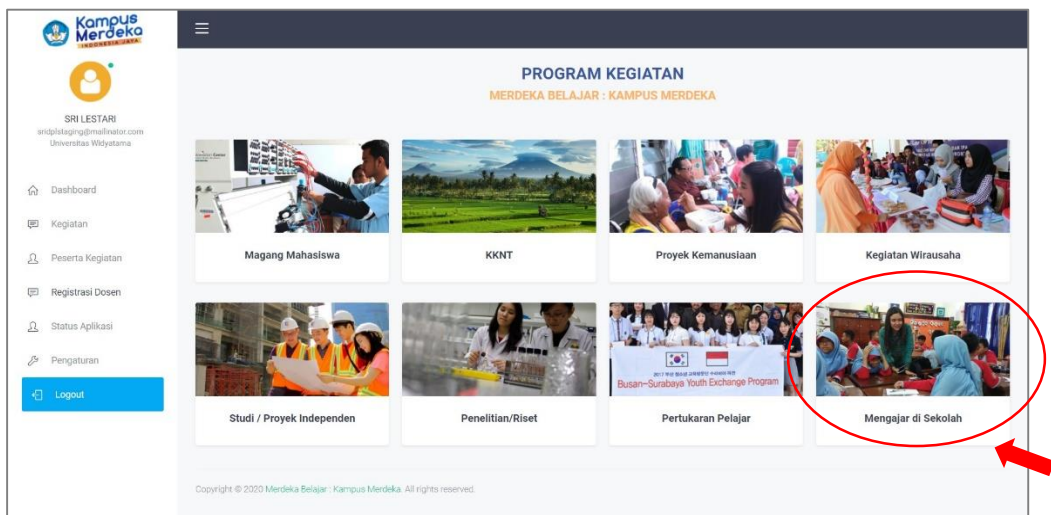 Kampus
Merdeka
INDONESIA JAYA
SRI LESTARI
sridplstaging@mailinator.com
Universitas Widyatama
Dashboard
Kegiatan
Peserta Kegiatan
Registrasi Dosen
Status Aplikasi
Pengaturan
Logout
PROGRAM KEGIATAN
MERDEKA BELAJAR : KAMPUS MERDEKA
Magang Mahasiswa
KKNT
Proyek Kemanusiaan
Kegiatan Wirausaha
Busan~Surabaya Youth Exchange Program
Studi / Proyek Independen
Penelitian/Riset
Pertukaran Pelajar
Mengajar di Sekolah
Copyright © 2020 Merdeka Belajar : Kampus Merdeka. All rights reserved.